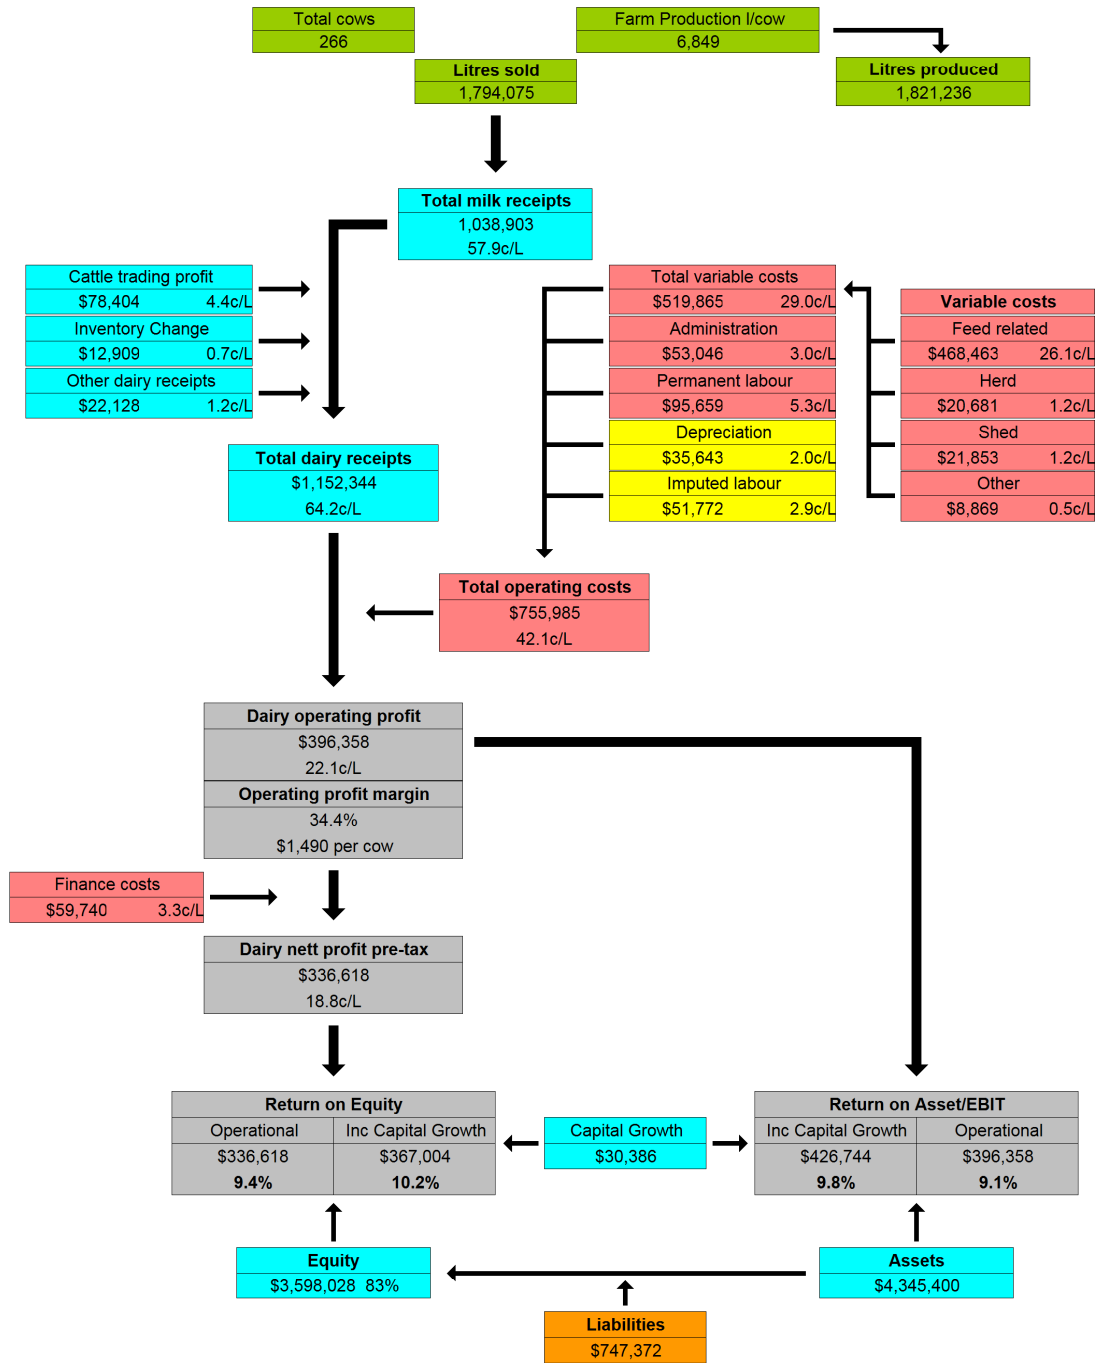 Total cows
266
Farm Production l/cow
6,849
Litres sold
1,794,075
Litres produced
1,821,236
Total milk receipts
1,038,903
57.9c/L
Cattle trading profit
$78,404 4.4c/L
Inventory Change
$12,909 0.7c/L
Other dairy receipts
$22,128 1.2c/L
Total dairy receipts
$1,152,344
64.2c/L
Total variable costs
$519,865 29.0c/L
Administration
$53,046 3.0c/L
Permanent labour
$95,659 5.3c/L
Depreciation
$35,643 2.0c/L
Imputed labour
$51,772 2.9c/L
Variable costs
Feed related
$468,463 26.1c/L
Herd
$20,681 1.2c/L
Shed
$21,853 1.2c/L
Other
$8,869 0.5c/L
Total operating costs
$755,985
42.1c/L
Dairy operating profit
$396,358
22.1c/L
Operating profit margin
34.4%
$1,490 per cow
Finance costs
$59,740 3.3c/L
Dairy nett profit pre-tax
$336,618
18.8c/L
Return on Equity
Operational Inc Capital Growth
$336,618 $367,004
9.4% 10.2%
Capital Growth
$30,386
Return on Asset/EBIT
Inc Capital Growth Operational
$426,744 $396,358
9.8% 9.1%
Equity
$3,598,028 83%
Assets
$4,345,400
Liabilities
$747,372